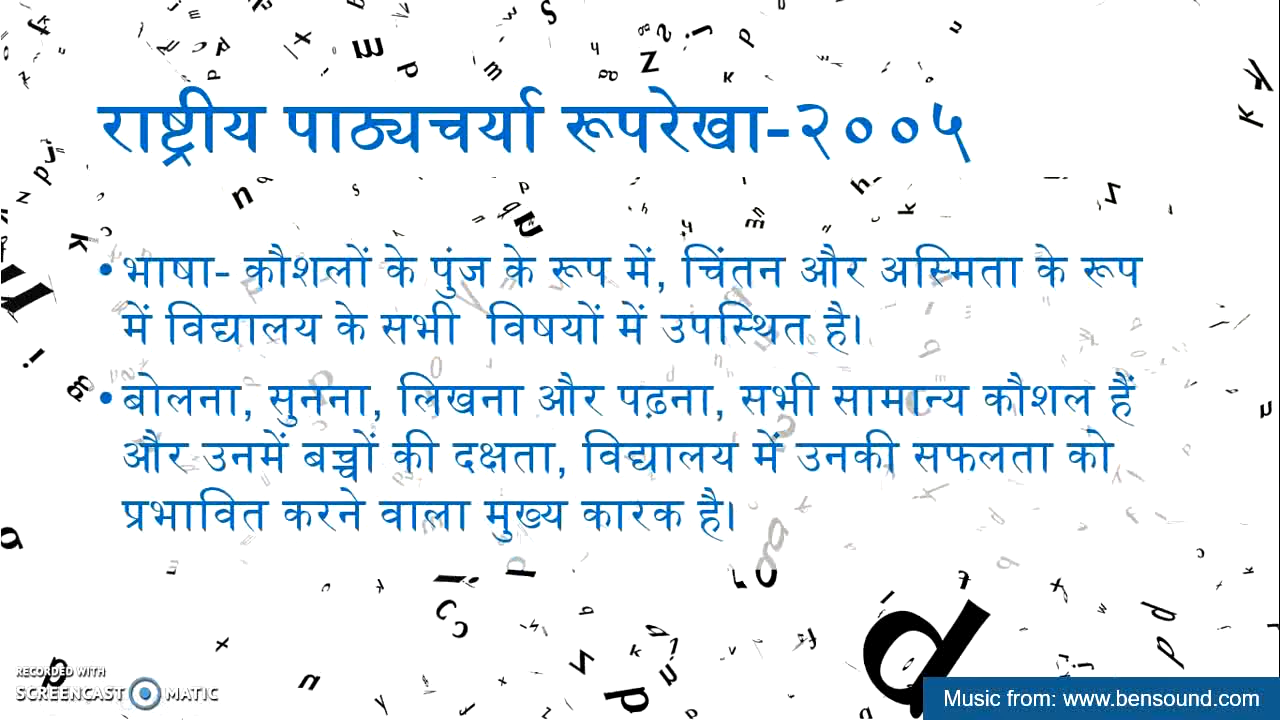 राष्ट्रीय पाठ्यचर्या रूपरेखा-२००५
• भाषा- कौशलों के पुंज के रूप में, चिंतन और अस्मिता के रूप
में विद्यालय के सभी विषयों में उपस्थित है।
• बोलना, सुनना, लिखना और पढ़ना, सभी सामान्य कौशल हैं
और उनमें बच्चों की दक्षता, विद्यालय में उनकी सफलता को
प्रभावित करने वाला मुख्य कारक है।
RECORDED WITH
SCREENCAST MATIC
Music from: www.bensound.com